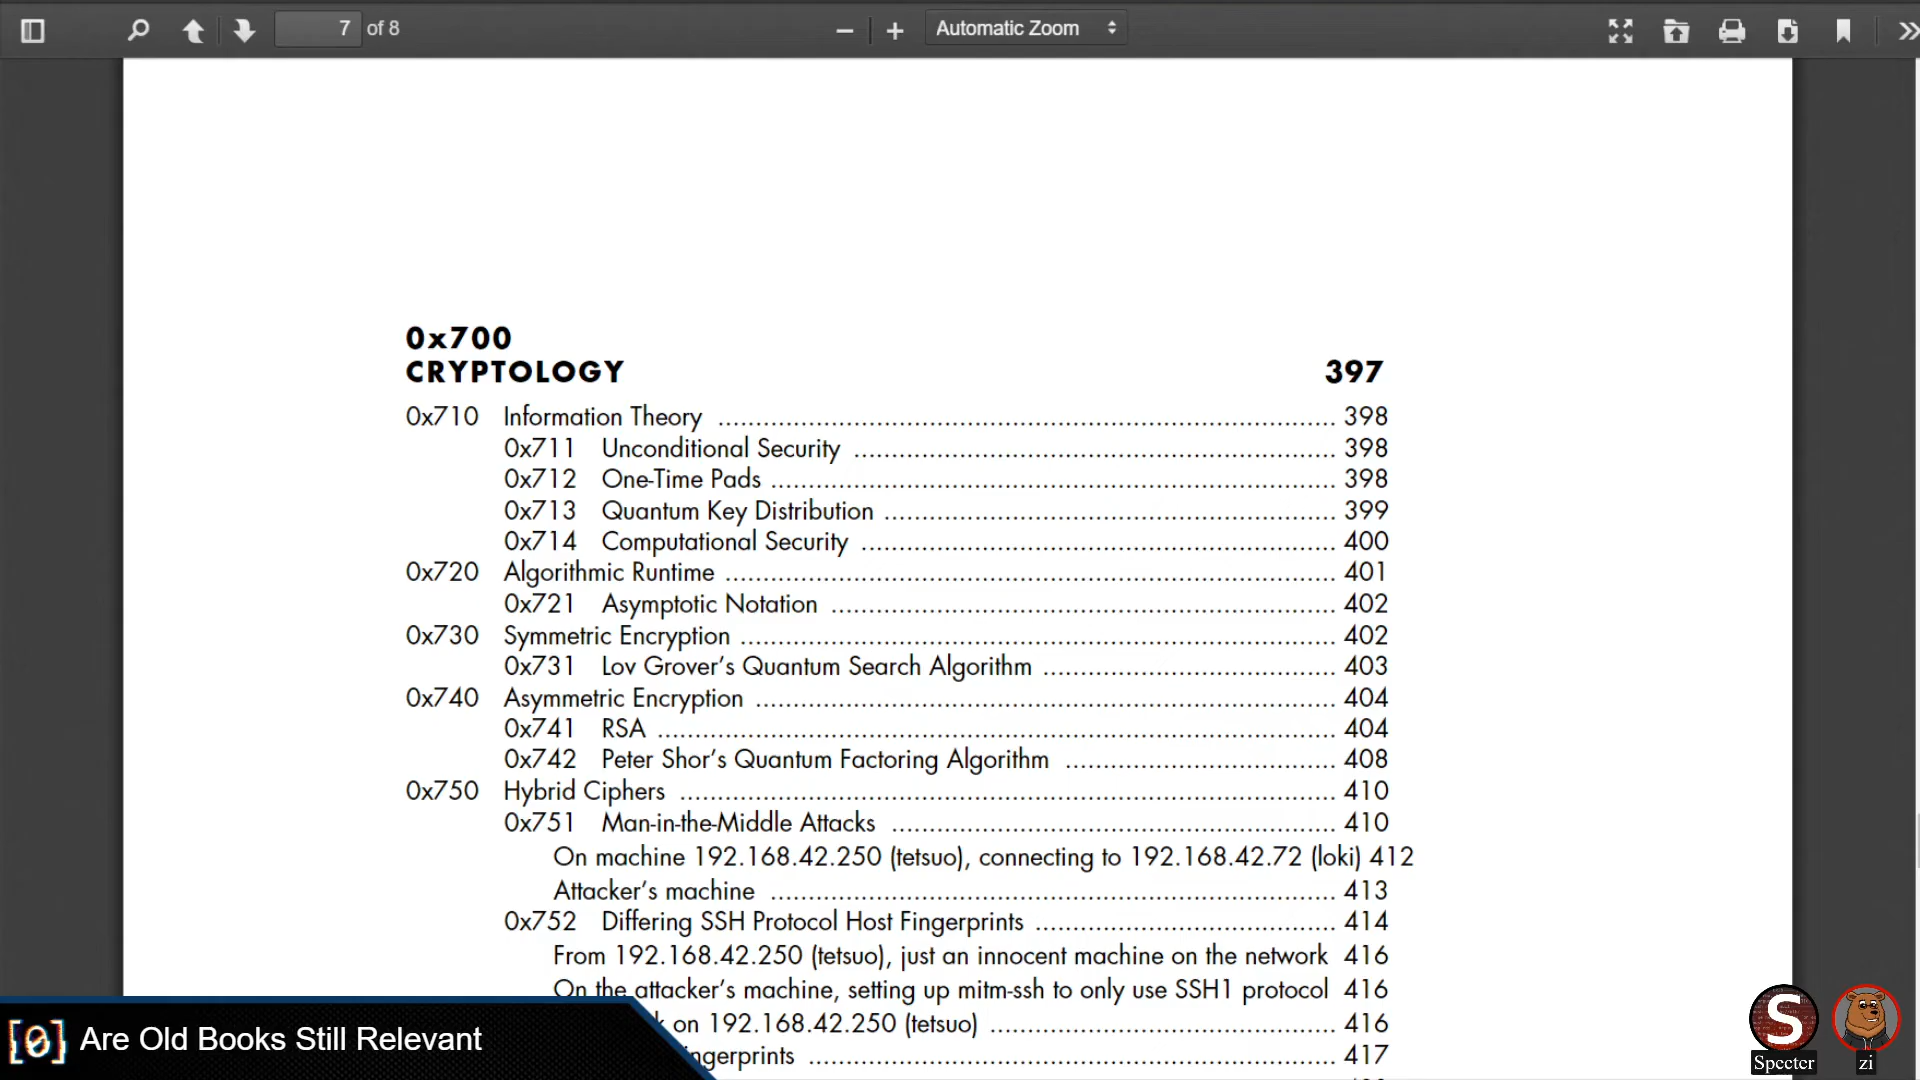 7 of 8
Automatic Zoom
0x700
CRYPTOLOGY 397
0x710 Information Theory 398
0x711 Unconditional Security 398
0x712 One-Time Pads 398
0x713 Quantum Key Distribution 399
0x714 Computational Security 400
0x720 Algorithmic Runtime 401
0x721 Asymptotic Notation 402
0x730 Symmetric Encryption 402
0x731 Lov Grover's Quantum Search Algorithm 403
0x740 Asymmetric Encryption 404
0x741 RSA 404
0x742 Peter Shor's Quantum Factoring Algorithm 408
0x750 Hybrid Ciphers 410
0x751 Man-in-the-Middle Attacks 410
On machine 192.168.42.250 (tetsuo), connecting to 192.168.42.72 (loki) 412
Attacker's machine 413
0x752 Differing SSH Protocol Host Fingerprints 414
From 192.168.42.250 (tetsuo), just an innocent machine on the network 416
On the attacker's machine, setting up mitm-ssh to only use SSH1 protocol 416
on 192.168.42.250 (tetsuo) 416
ngerprints 417
[0] Are Old Books Still Relevant
S
Specter
zi